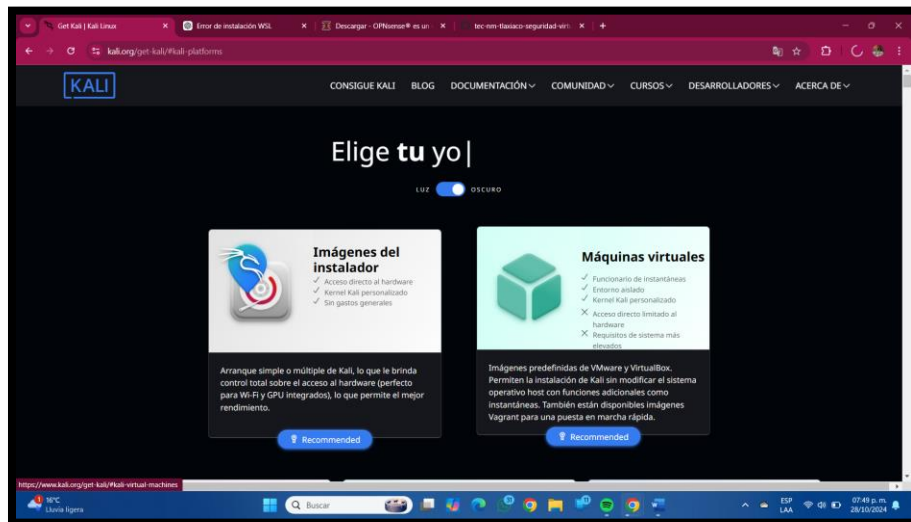 Get Kali | Kali Linux
Error de instalación WSL
Descargar - OPNsense® es un
tec-nm-tlaxiaco-seguridad-virtu
kali.org/get-kali/#kali-platforms
KALI
CONSIGUE KALI BLOG DOCUMENTACIÓN COMUNIDAD CURSOS DESARROLLADORES ACERCA DE
Elige tu yo|
LUZ OSCURO
Imágenes del
instalador
Acceso directo al hardware
Kernel Kali personalizado
Sin gastos generales
Arranque simple o múltiple de Kali, lo que le brinda
control total sobre el acceso al hardware (perfecto
para Wi-Fi y GPU integrados), lo que permite el mejor
rendimiento.
Recommended
Máquinas virtuales
Funcionario de instantáneas
Entorno aislado
Kernel Kali personalizado
Acceso directo limitado al
hardware
Requisitos de sistema más
elevados
Imágenes predefinidas de VMware y VirtualBox.
Permiten la instalación de Kali sin modificar el sistema
operativo host con funciones adicionales como
instantáneas. También están disponibles imágenes
Vagrant para una puesta en marcha rápida.
Recommended
https://www.kali.org/get-kali/#kali-virtual-machines
16°C
Lluvia ligera
Buscar
ESP
LAA
07:49 p. m.
28/10/2024